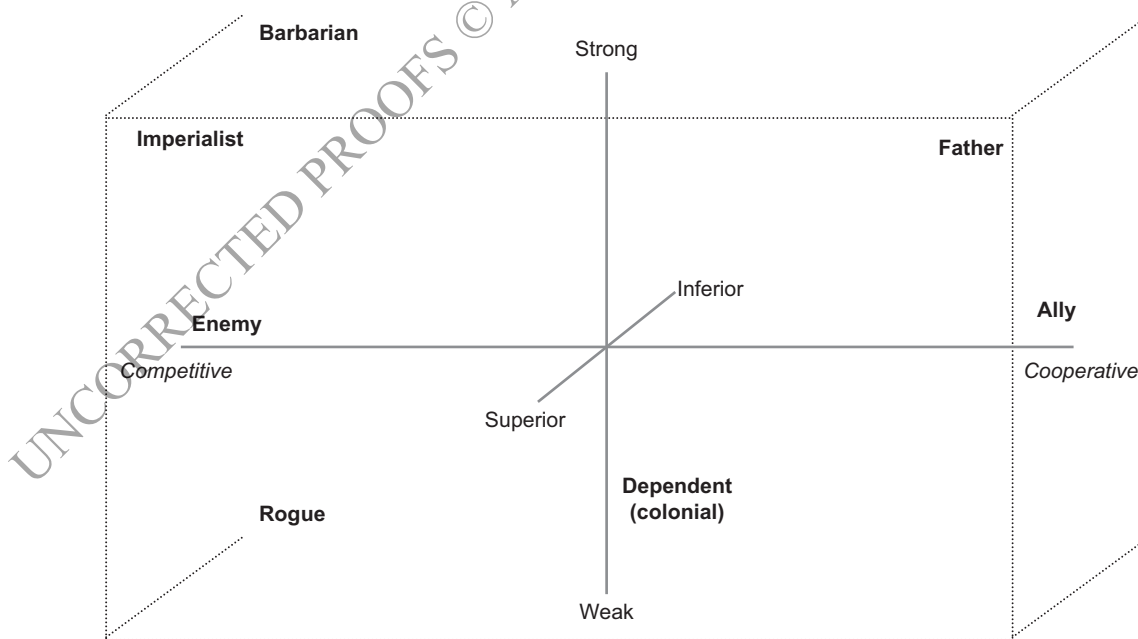 Barbarian
Strong
Imperialist
Father
Inferior
Enemy
Ally
Competitive
Cooperative
Superior
Dependent
(colonial)
Rogue
Weak
UNCORRECTED PROOFS ©